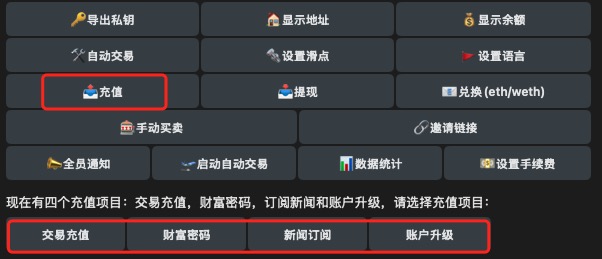 🔑导出私钥 🏠显示地址 💰显示余额
🛠️自动交易 🔩设置滑点 🚩设置语言
📤充值 📤提现 📧兑换 (eth/weth)
🎰手动买卖 🔗邀请链接
📣全员通知 🛫启动自动交易 📊数据统计 💴设置手续费
现在有四个充值项目：交易充值，财富密码，订阅新闻和账户升级，请选择充值项目：
交易充值 财富密码 新闻订阅 账户升级